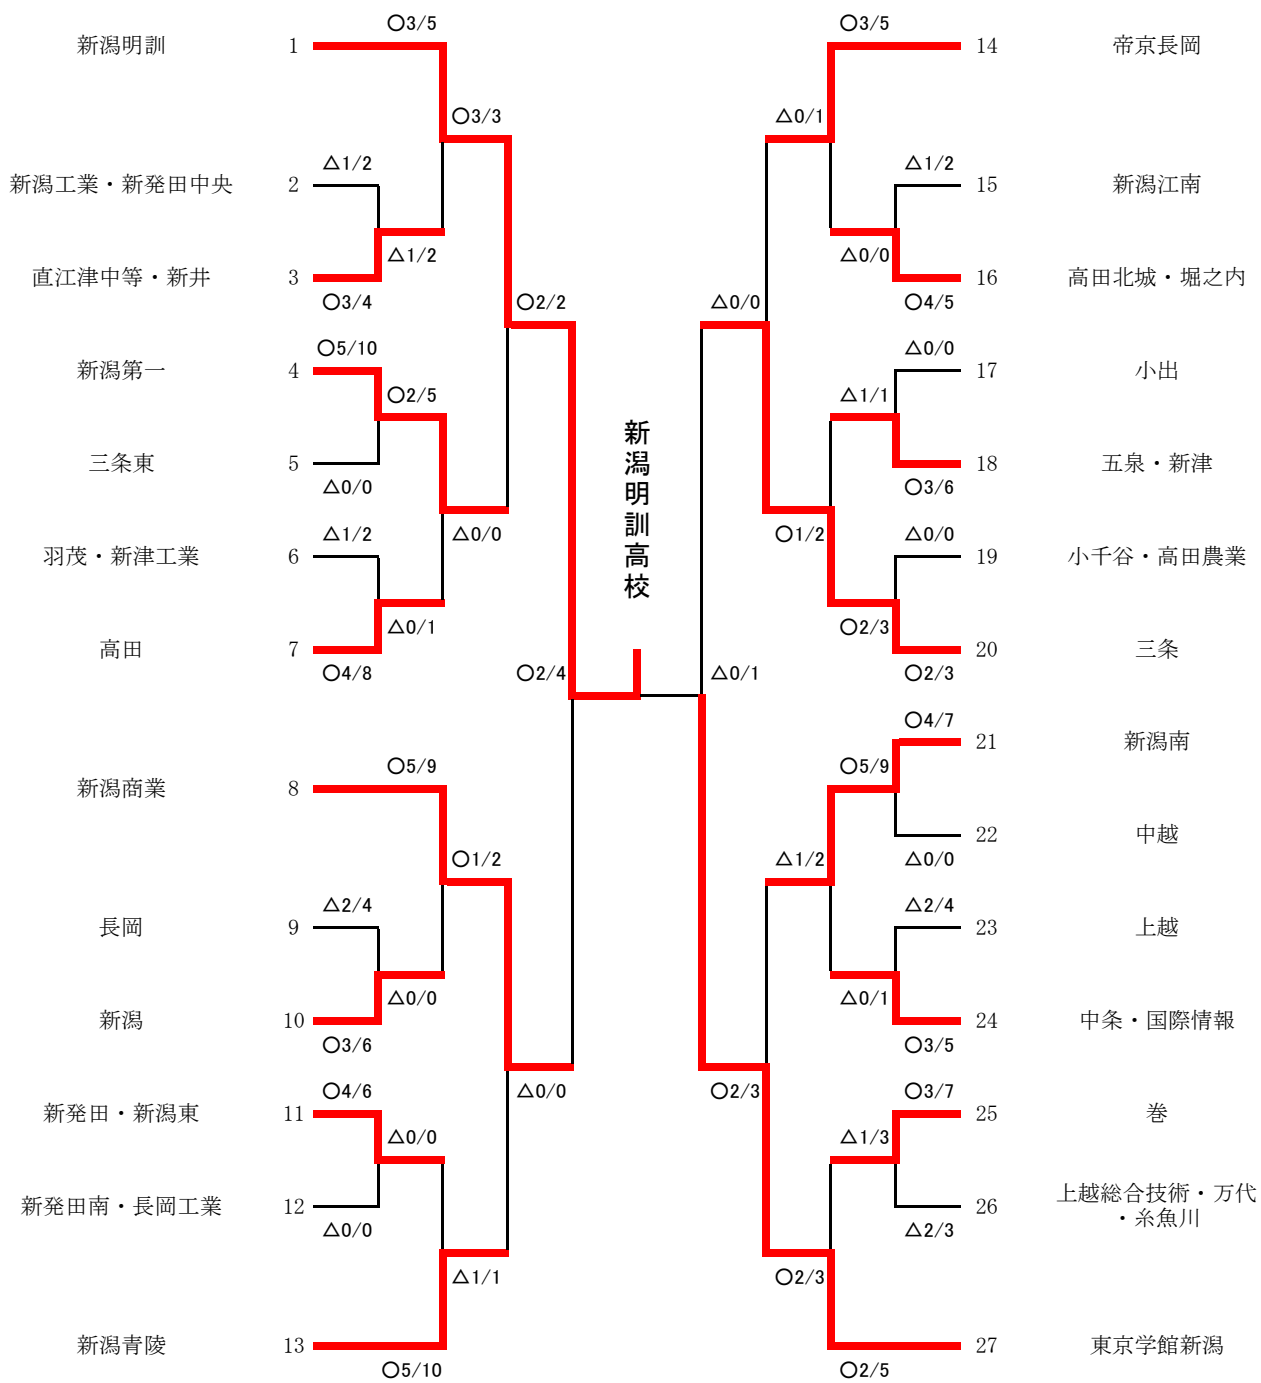 ○3/5
新潟明訓 1
○3/3
△1/2
新潟工業・新発田中央 2
△1/2
直江津中等・新井 3
○3/4
○2/2
○5/10
新潟第一 4
○2/5
三条東 5
△0/0
△1/2
△0/0
羽茂・新津工業 6
△0/1
高田 7
○4/8
○2/4
○5/9
新潟商業 8
○1/2
△2/4
長岡 9
△0/0
新潟 10
○3/6
○4/6
△0/0
新発田・新潟東 11
△0/0
新発田南・長岡工業 12
△0/0
△1/1
新潟青陵 13
○5/10
新潟明訓高校
○3/5
14 帝京長岡
△0/1
△1/2
15 新潟江南
△0/0
16 高田北城・堀之内
△0/0
○4/5
△0/0
17 小出
△1/1
18 五泉・新津
○3/6
○1/2
△0/0
19 小千谷・高田農業
○2/3
20 三条
○2/3
△0/1
○4/7
21 新潟南
○5/9
22 中越
△1/2
△0/0
△2/4
23 上越
△0/1
24 中条・国際情報
○3/5
○2/3
○3/7
25 巻
△1/3
26 上越総合技術・万代
・糸魚川
△2/3
○2/3
27 東京学館新潟
○2/5